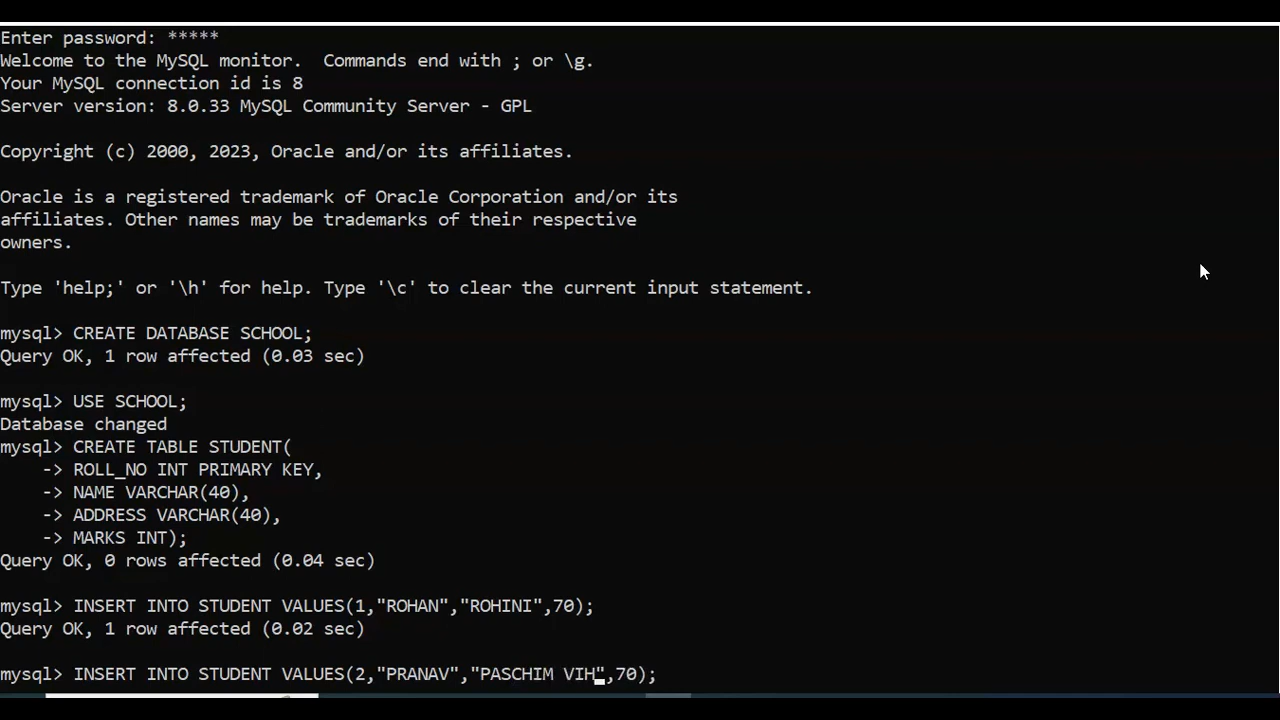 Enter password: *****
Welcome to the MySQL monitor.  Commands end with ; or \g.
Your MySQL connection id is 8
Server version: 8.0.33 MySQL Community Server - GPL
Copyright (c) 2000, 2023, Oracle and/or its affiliates.
Oracle is a registered trademark of Oracle Corporation and/or its
affiliates. Other names may be trademarks of their respective
owners.
Type 'help;' or '\h' for help. Type '\c' to clear the current input statement.
mysql> CREATE DATABASE SCHOOL;
Query OK, 1 row affected (0.03 sec)
mysql> USE SCHOOL;
Database changed
mysql> CREATE TABLE STUDENT(
    -> ROLL_NO INT PRIMARY KEY,
    -> NAME VARCHAR(40),
    -> ADDRESS VARCHAR(40),
    -> MARKS INT);
Query OK, 0 rows affected (0.04 sec)
mysql> INSERT INTO STUDENT VALUES(1,"ROHAN","ROHINI",70);
Query OK, 1 row affected (0.02 sec)
mysql> INSERT INTO STUDENT VALUES(2,"PRANAV","PASCHIM VIH",70);